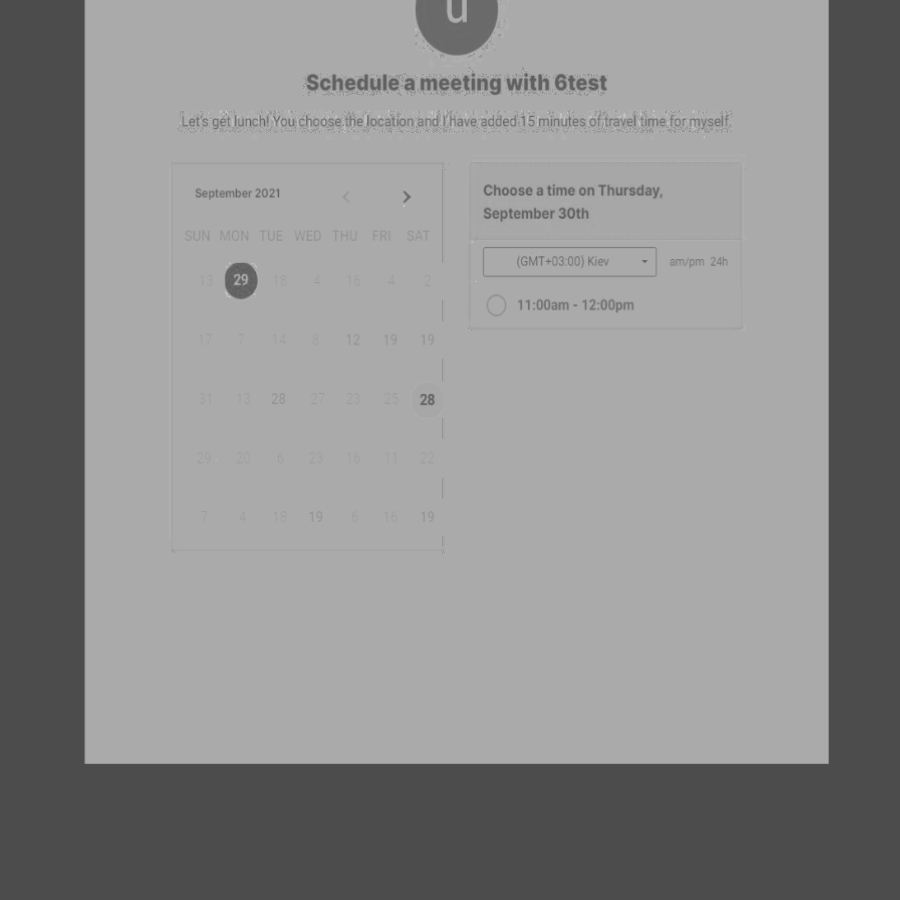 u
Schedule a meeting with 6test
Let's get lunch! You choose the location and I have added 15 minutes of travel time for myself.
September 2021
SUN MON TUE WED THU FRI SAT
13 29 18 4 16 4 2
17 7 14 8 12 19 19
31 13 28 27 23 25 28
29 20 6 23 16 11 22
7 4 18 19 6 16 19
Choose a time on Thursday,
September 30th
(GMT+03:00) Kiev
am/pm 24h
11:00am - 12:00pm